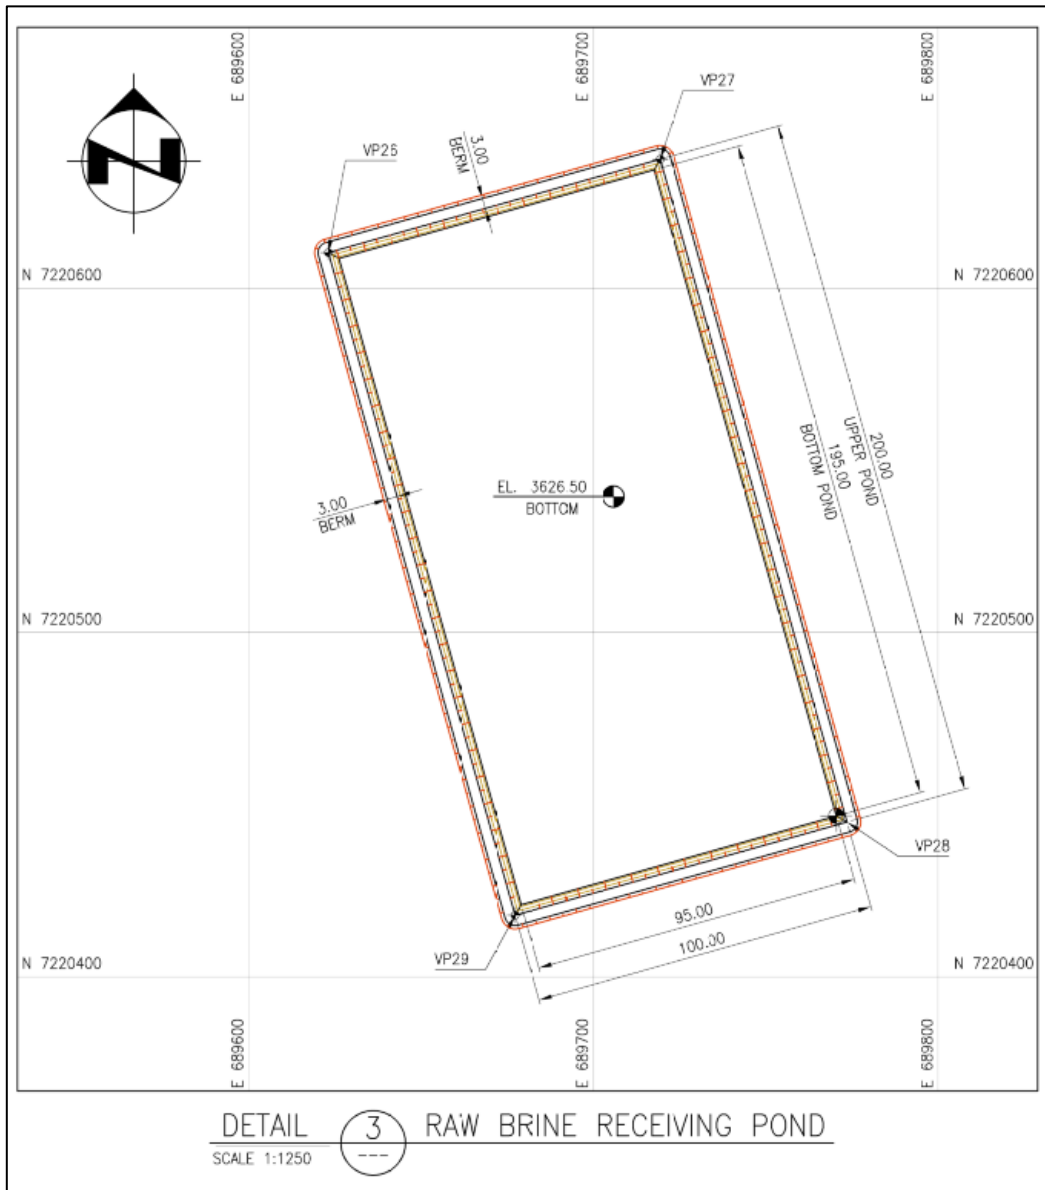 E 689600
E 689700
E 689800
VP27
VP26
3.00
BERM
N 7220600
N 7220600
200.00
UPPER POND
195.00
BOTTOM POND
EL. 3626.50
BOTTOM
3.00
BERM
N 7220500
N 7220500
VP28
95.00
100.00
VP29
N 7220400
N 7220400
E 689600
E 689700
E 689800
DETAIL 3 RAW BRINE RECEIVING POND
SCALE 1:1250 ---